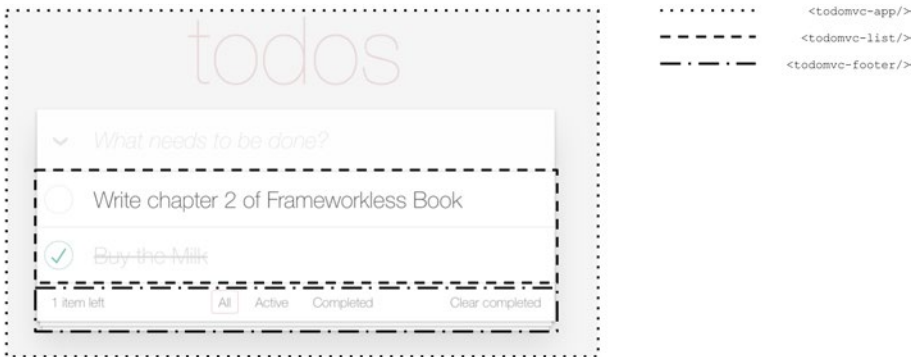 todos
What needs to be done?
Write chapter 2 of Frameworkless Book
Buy the Milk
1 item left All Active Completed Clear completed
<todomvc-app/>
<todomvc-list/>
<todomvc-footer/>